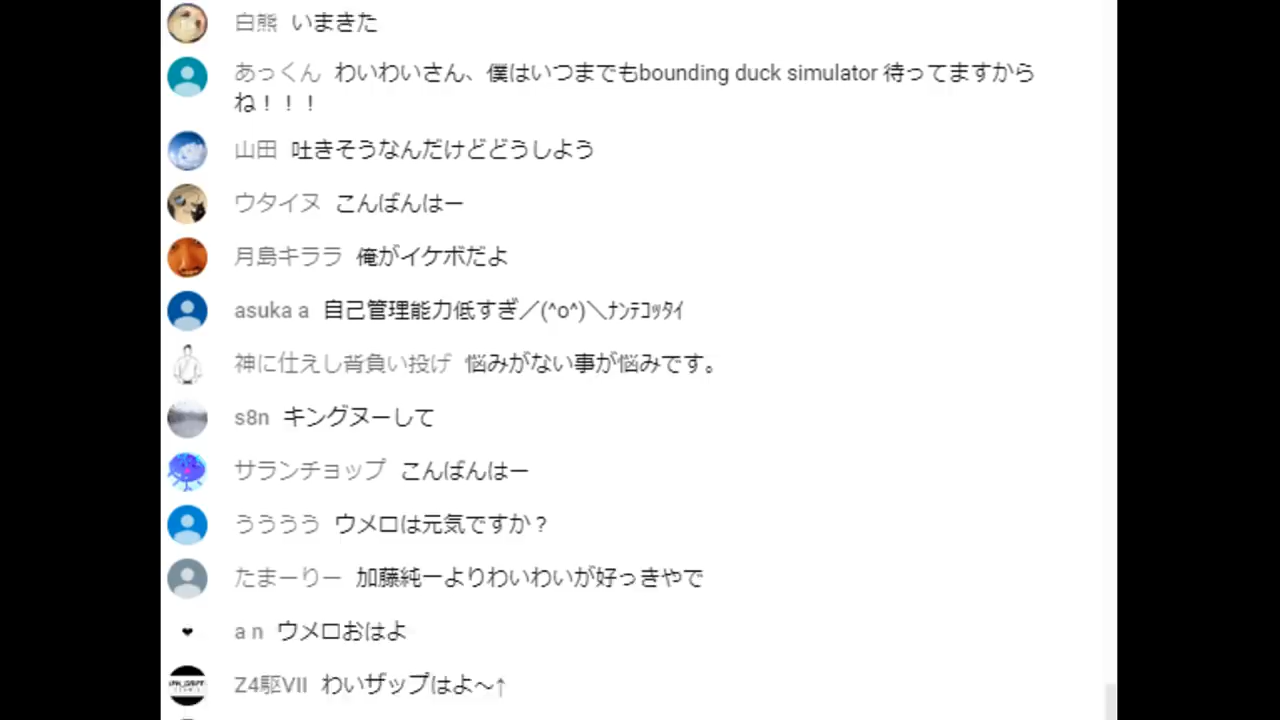 白熊 いまきた
あっくん わいわいさん、僕はいつまでもbounding duck simulator 待ってますから
ね！！！
山田 吐きそうなんだけどどうしよう
ウタイヌ こんばんはー
月島キララ 俺がイケボだよ
asuka a 自己管理能力低すぎ／(^o^)＼ﾅﾝﾃｺｯﾀｲ
神に仕えし背負い投げ 悩みがない事が悩みです。
s8n キングヌーして
サランチョップ こんばんはー
うううう ウメロは元気ですか？
たまーりー 加藤純一よりわいわいが好っきやで
a n ウメロおはよ
Z4駆VII わいザップはよ～↑